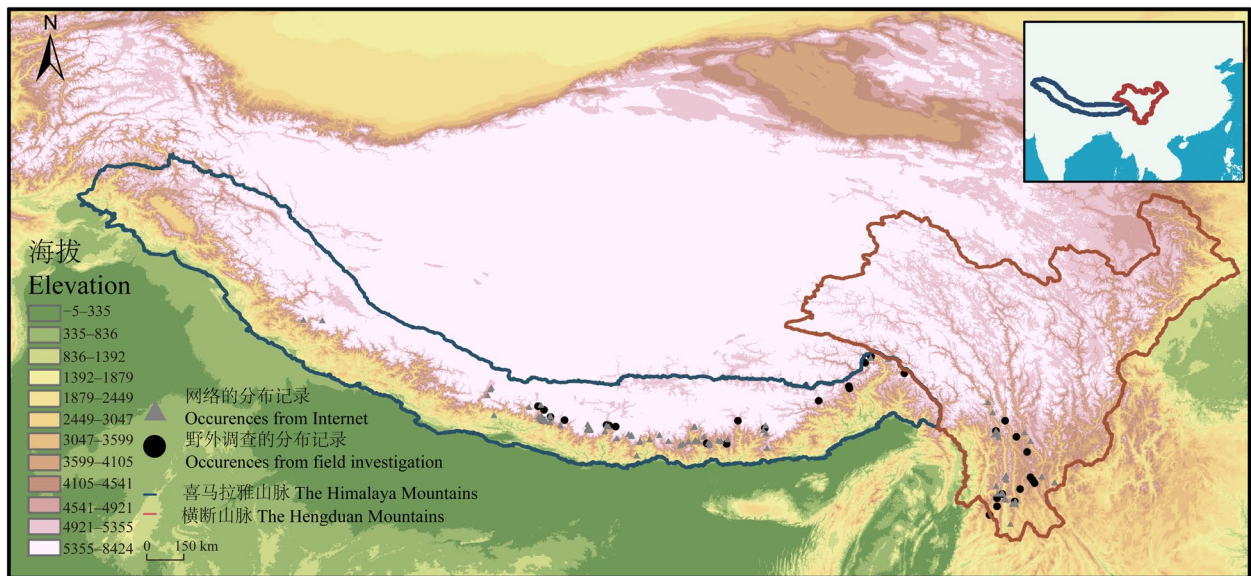 N
海拔
Elevation
−5–335
335–836
836–1392
1392–1879
1879–2449
2449–3047
3047–3599
3599–4105
4105–4541
4541–4921
4921–5355
5355–8424
网络的分布记录
Occurences from Internet
野外调查的分布记录
Occurences from field investigation
喜马拉雅山脉 The Himalaya Mountains
横断山脉 The Hengduan Mountains
0 150 km